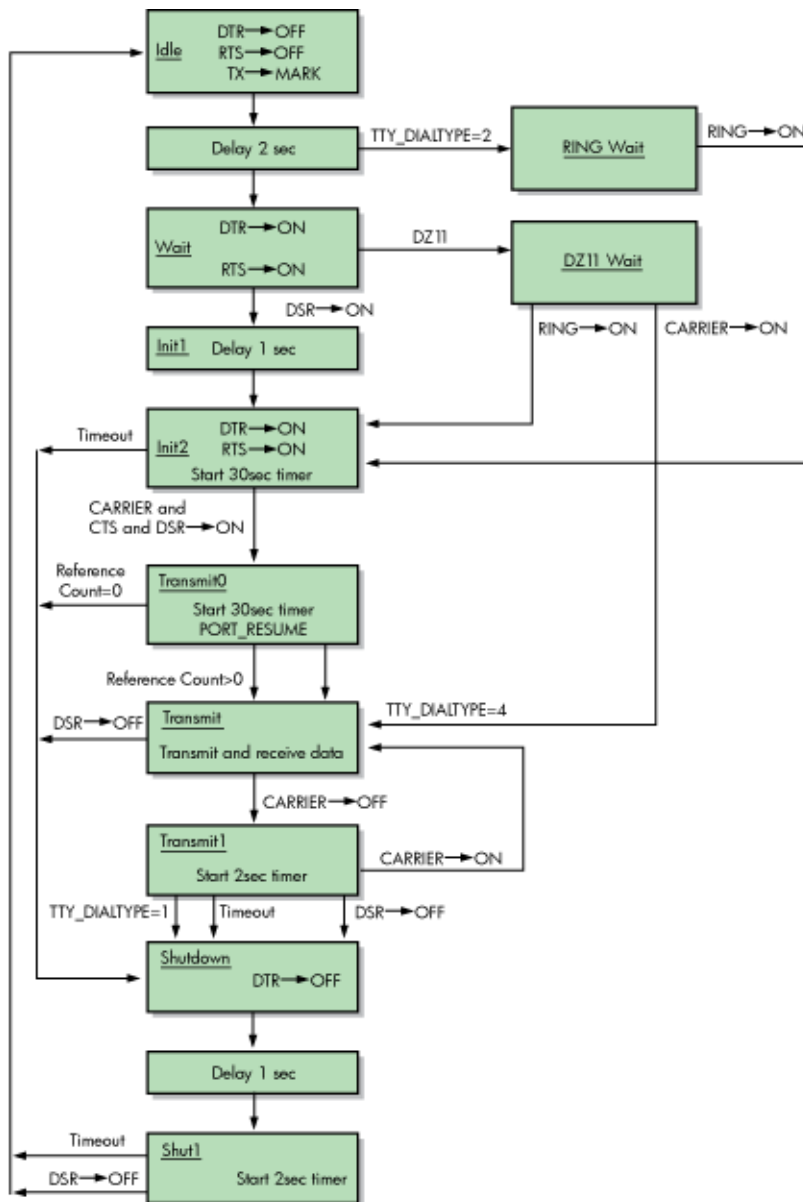 DTR→OFF
Idle RTS→OFF
TX→MARK
Delay 2 sec
TTY_DIALTYPE=2
RING Wait
RING→ON
DTR→ON
Wait
RTS→ON
DZ11
DZ11 Wait
DSR→ON
RING→ON
CARRIER→ON
Init1 Delay 1 sec
DTR→ON
Init2 RTS→ON
Start 30sec timer
Timeout
CARRIER and
CTS and DSR→ON
Reference
Count=0
Transmit0
Start 30sec timer
PORT_RESUME
Reference Count>0
TTY_DIALTYPE=4
DSR→OFF
Transmit
Transmit and receive data
CARRIER→OFF
Transmit1
Start 2sec timer
CARRIER→ON
TTY_DIALTYPE=1
Timeout
DSR→OFF
Shutdown
DTR→OFF
Delay 1 sec
Timeout
DSR→OFF
Shut1
Start 2sec timer